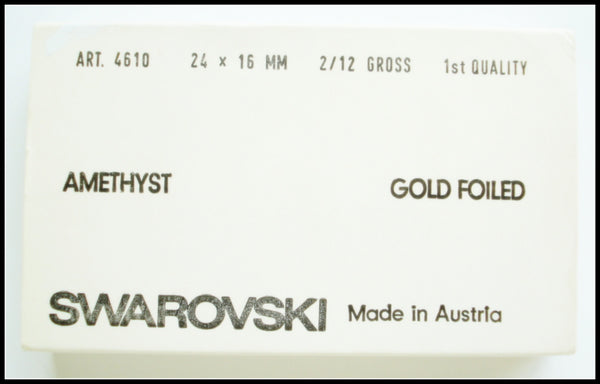 ART. 4610 24 × 16 MM 2/12 GROSS 1st QUALITY
AMETHYST GOLD FOILED
SWAROVSKI Made in Austria